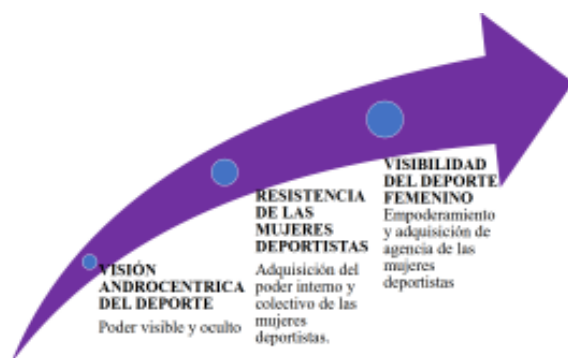 VISIÓN
ANDROCENTRICA
DEL DEPORTE
Poder visible y oculto
RESISTENCIA
DE LAS
MUJERES
DEPORTISTAS
Adquisición del
poder interno y
colectivo de las
mujeres
deportistas.
VISIBILIDAD
DEL DEPORTE
FEMENINO
Empoderamiento
y adquisición de
agencia de las
mujeres
deportistas